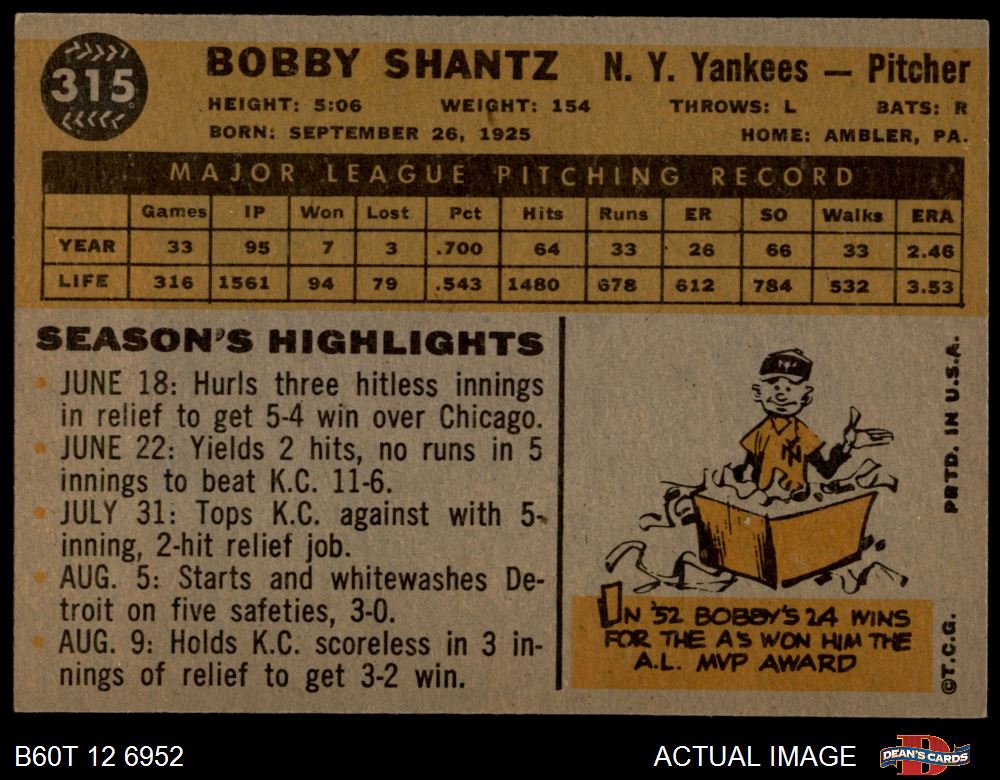 315
BOBBY SHANTZ N. Y. Yankees — Pitcher
HEIGHT: 5:06 WEIGHT: 154 THROWS: L BATS: R
BORN: SEPTEMBER 26, 1925 HOME: AMBLER, PA.
MAJOR LEAGUE PITCHING RECORD
Games IP Won Lost Pct Hits Runs ER SO Walks ERA
YEAR 33 95 7 3 .700 64 33 26 66 33 2.46
LIFE 316 1561 94 79 .543 1480 678 612 784 532 3.53
SEASON'S HIGHLIGHTS
• JUNE 18: Hurls three hitless innings
in relief to get 5-4 win over Chicago.
• JUNE 22: Yields 2 hits, no runs in 5
innings to beat K.C. 11-6.
• JULY 31: Tops K.C. against with 5-
inning, 2-hit relief job.
• AUG. 5: Starts and whitewashes De-
troit on five safeties, 3-0.
• AUG. 9: Holds K.C. scoreless in 3 in-
nings of relief to get 3-2 win.
NY
NY
IN '52 BOBBY'S 24 WINS
FOR THE A'S WON HIM THE
A.L. MVP AWARD
©T.C.G. PRTD. IN U.S.A.
B60T 12 6952 ACTUAL IMAGE DEAN'S CARDS